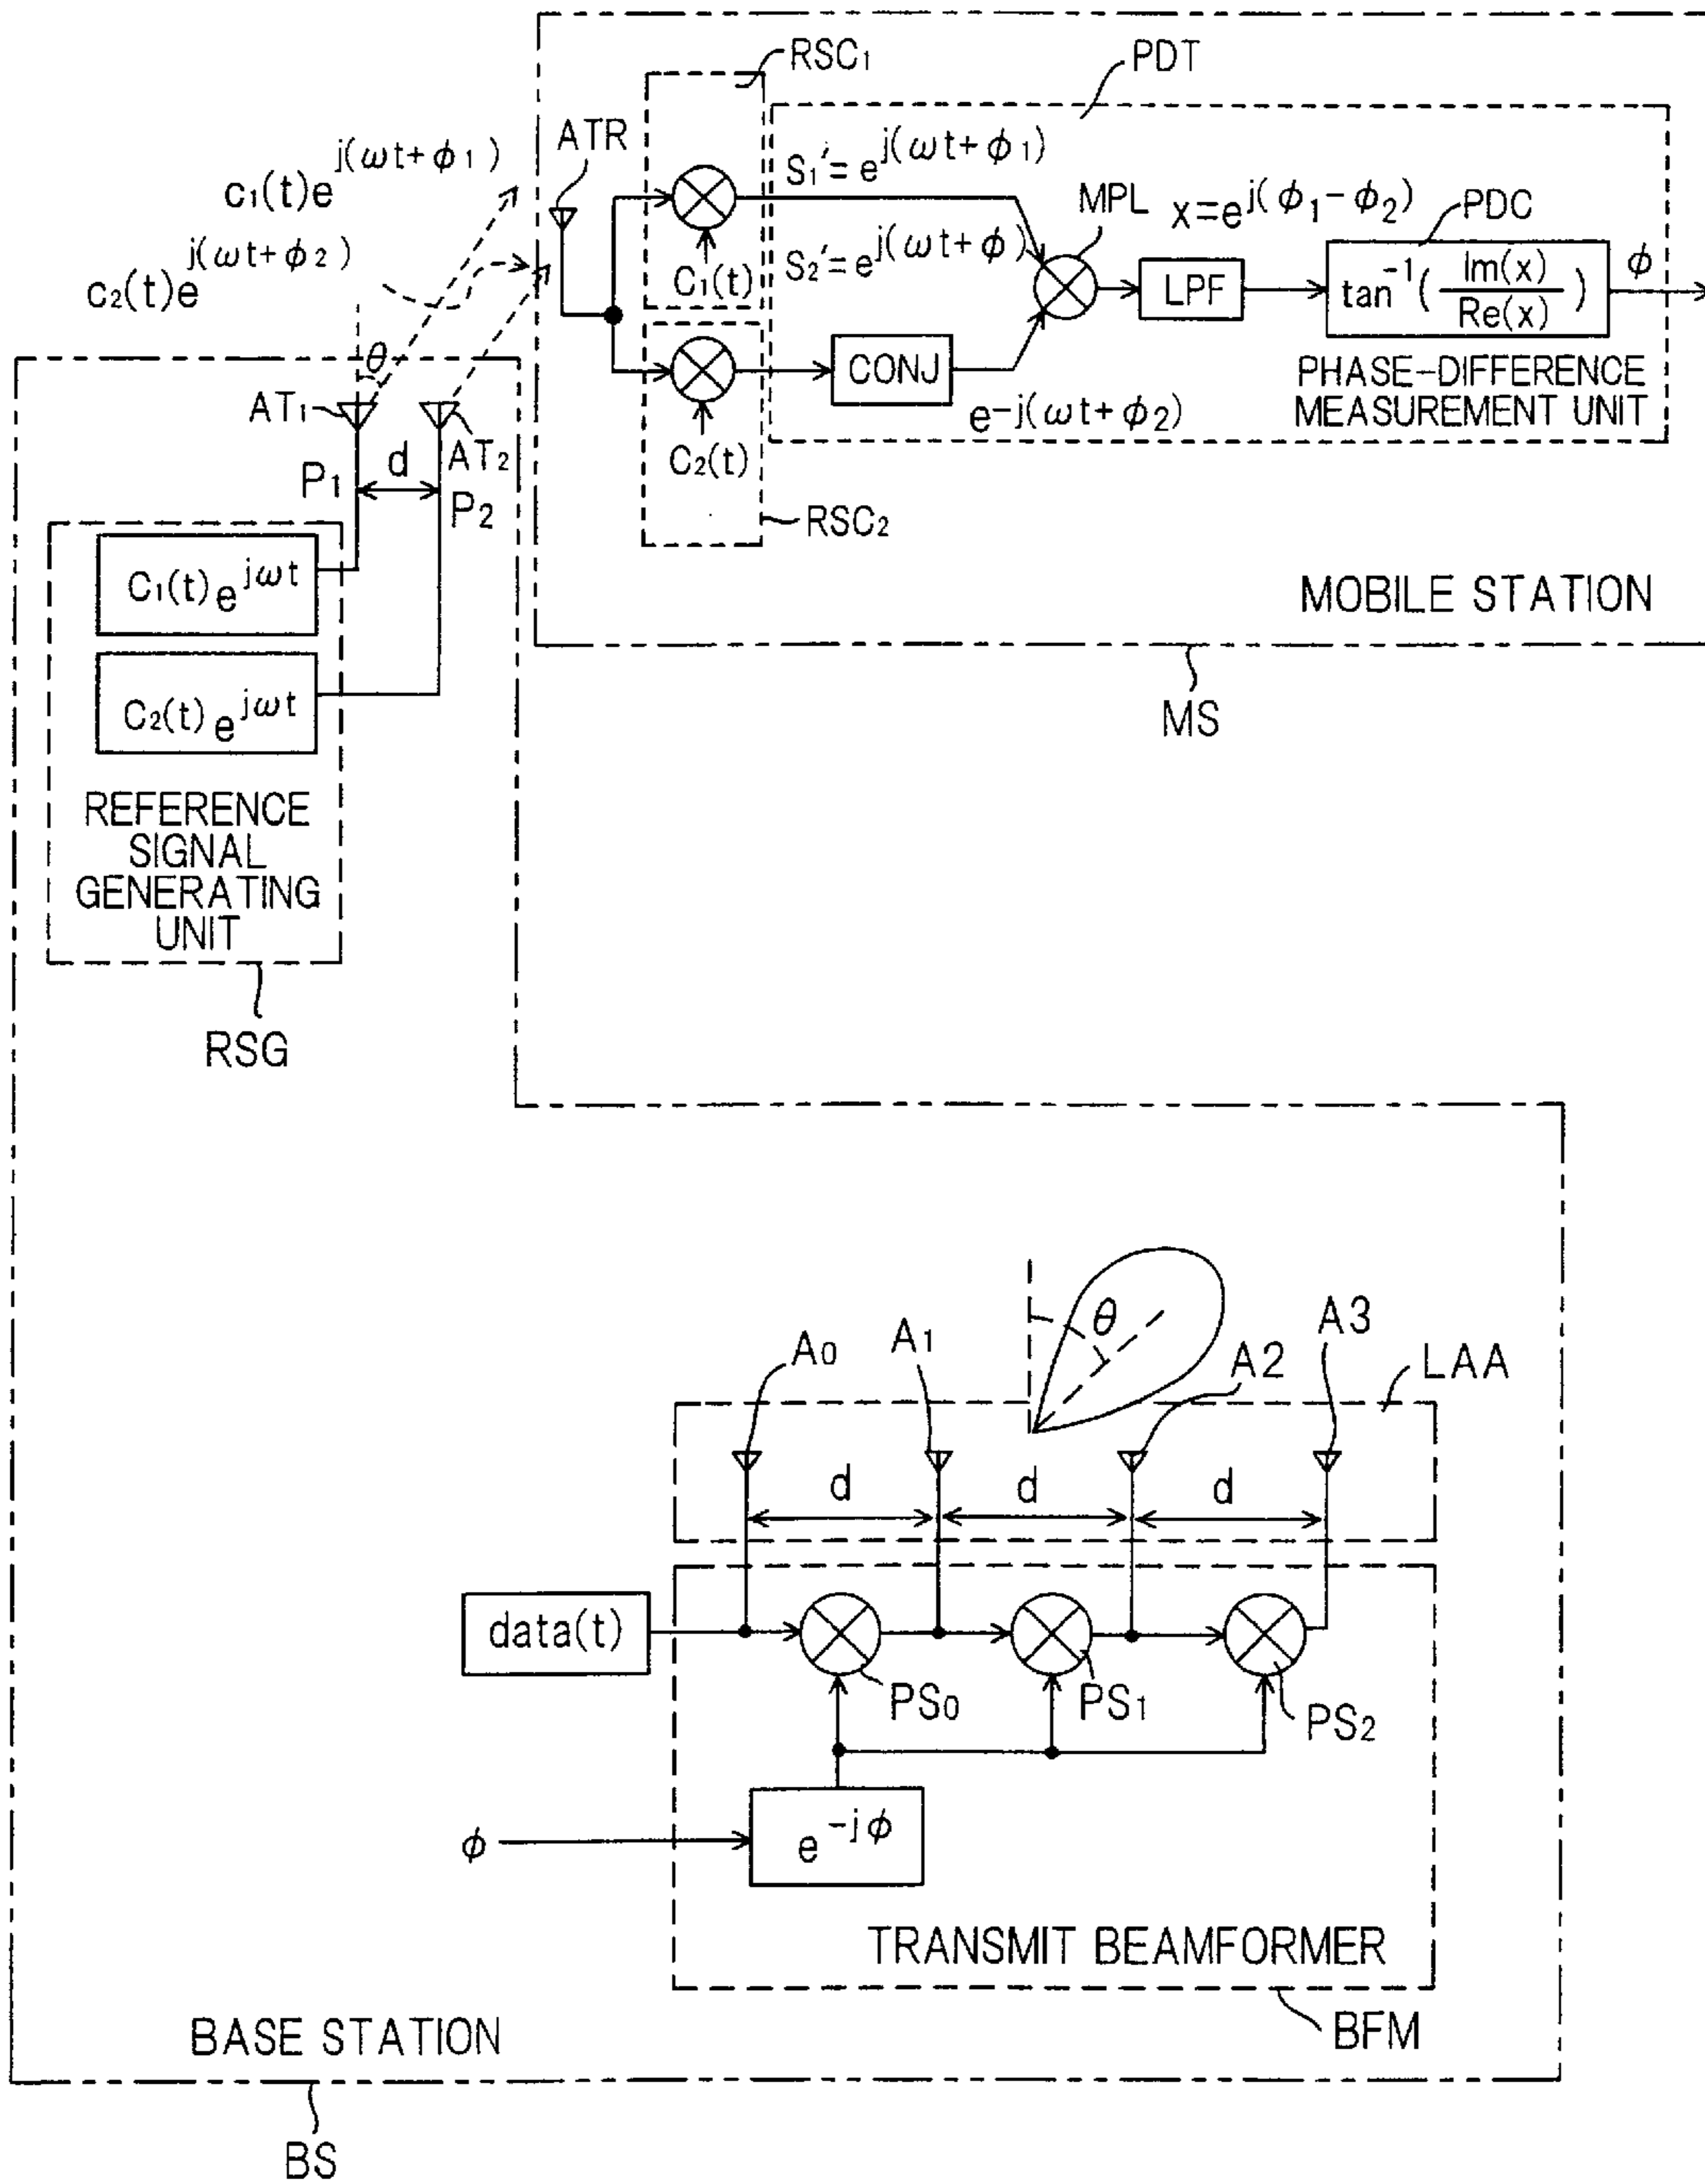 RSC₁
PDT
ATR
c₁(t)e^j(ωt+ϕ₁)
S₁′=e^j(ωt+ϕ₁)
MPL
x=e^j(ϕ₁-ϕ₂)
PDC
c₂(t)e^j(ωt+ϕ₂)
C₁(t)
S₂′=e^j(ωt+ϕ)
LPF
tan⁻¹( Im(x) / Re(x) )
ϕ
θ
CONJ
PHASE-DIFFERENCE
MEASUREMENT UNIT
AT₁
AT₂
C₂(t)
e-j(ωt+ϕ₂)
P₁
d
P₂
RSC₂
C₁(t)e^jωt
MOBILE STATION
C₂(t)e^jωt
MS
REFERENCE
SIGNAL
GENERATING
UNIT
RSG
A₀
A₁
θ
A2
A3
LAA
d
d
d
data(t)
PS₀
PS₁
PS₂
ϕ
e^-jϕ
TRANSMIT BEAMFORMER
BASE STATION
BFM
BS